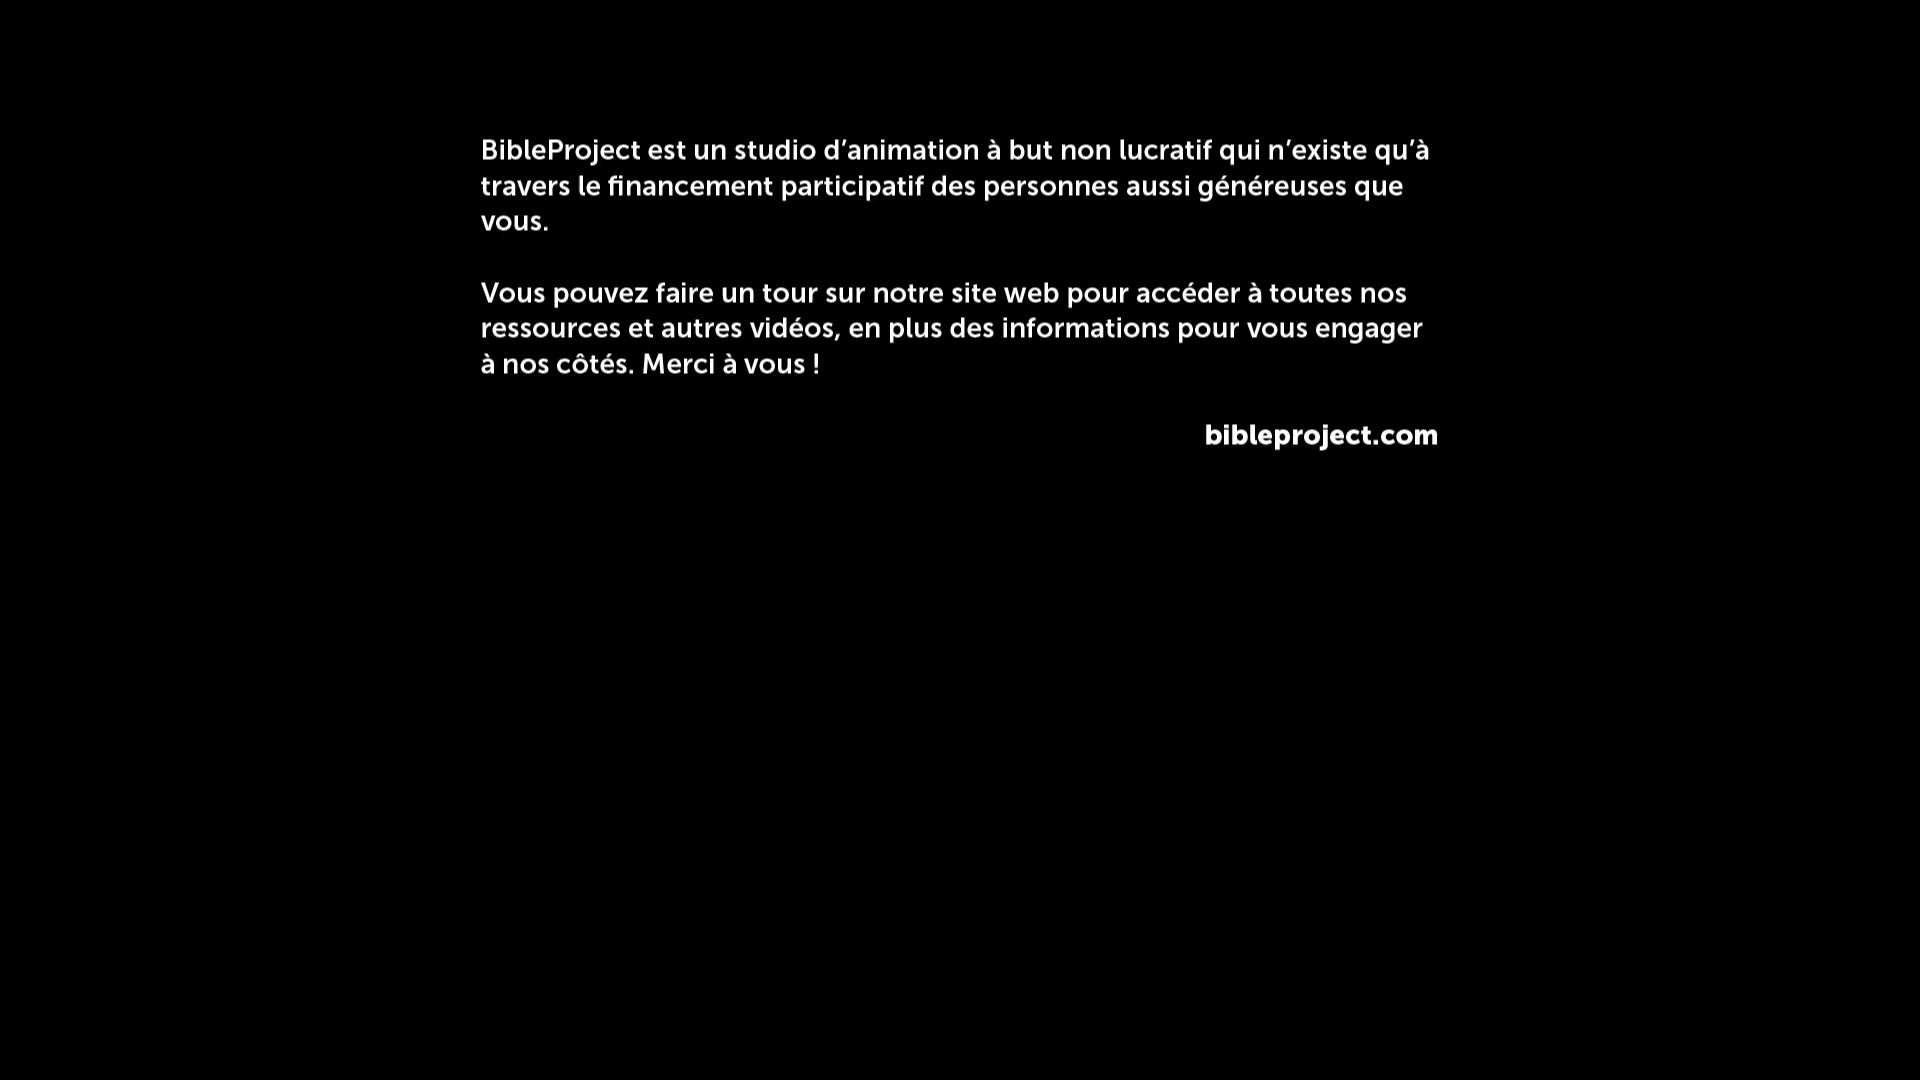 BibleProject est un studio d’animation à but non lucratif qui n’existe qu’à
travers le financement participatif des personnes aussi généreuses que
vous.
Vous pouvez faire un tour sur notre site web pour accéder à toutes nos
ressources et autres vidéos, en plus des informations pour vous engager
à nos côtés. Merci à vous !
bibleproject.com